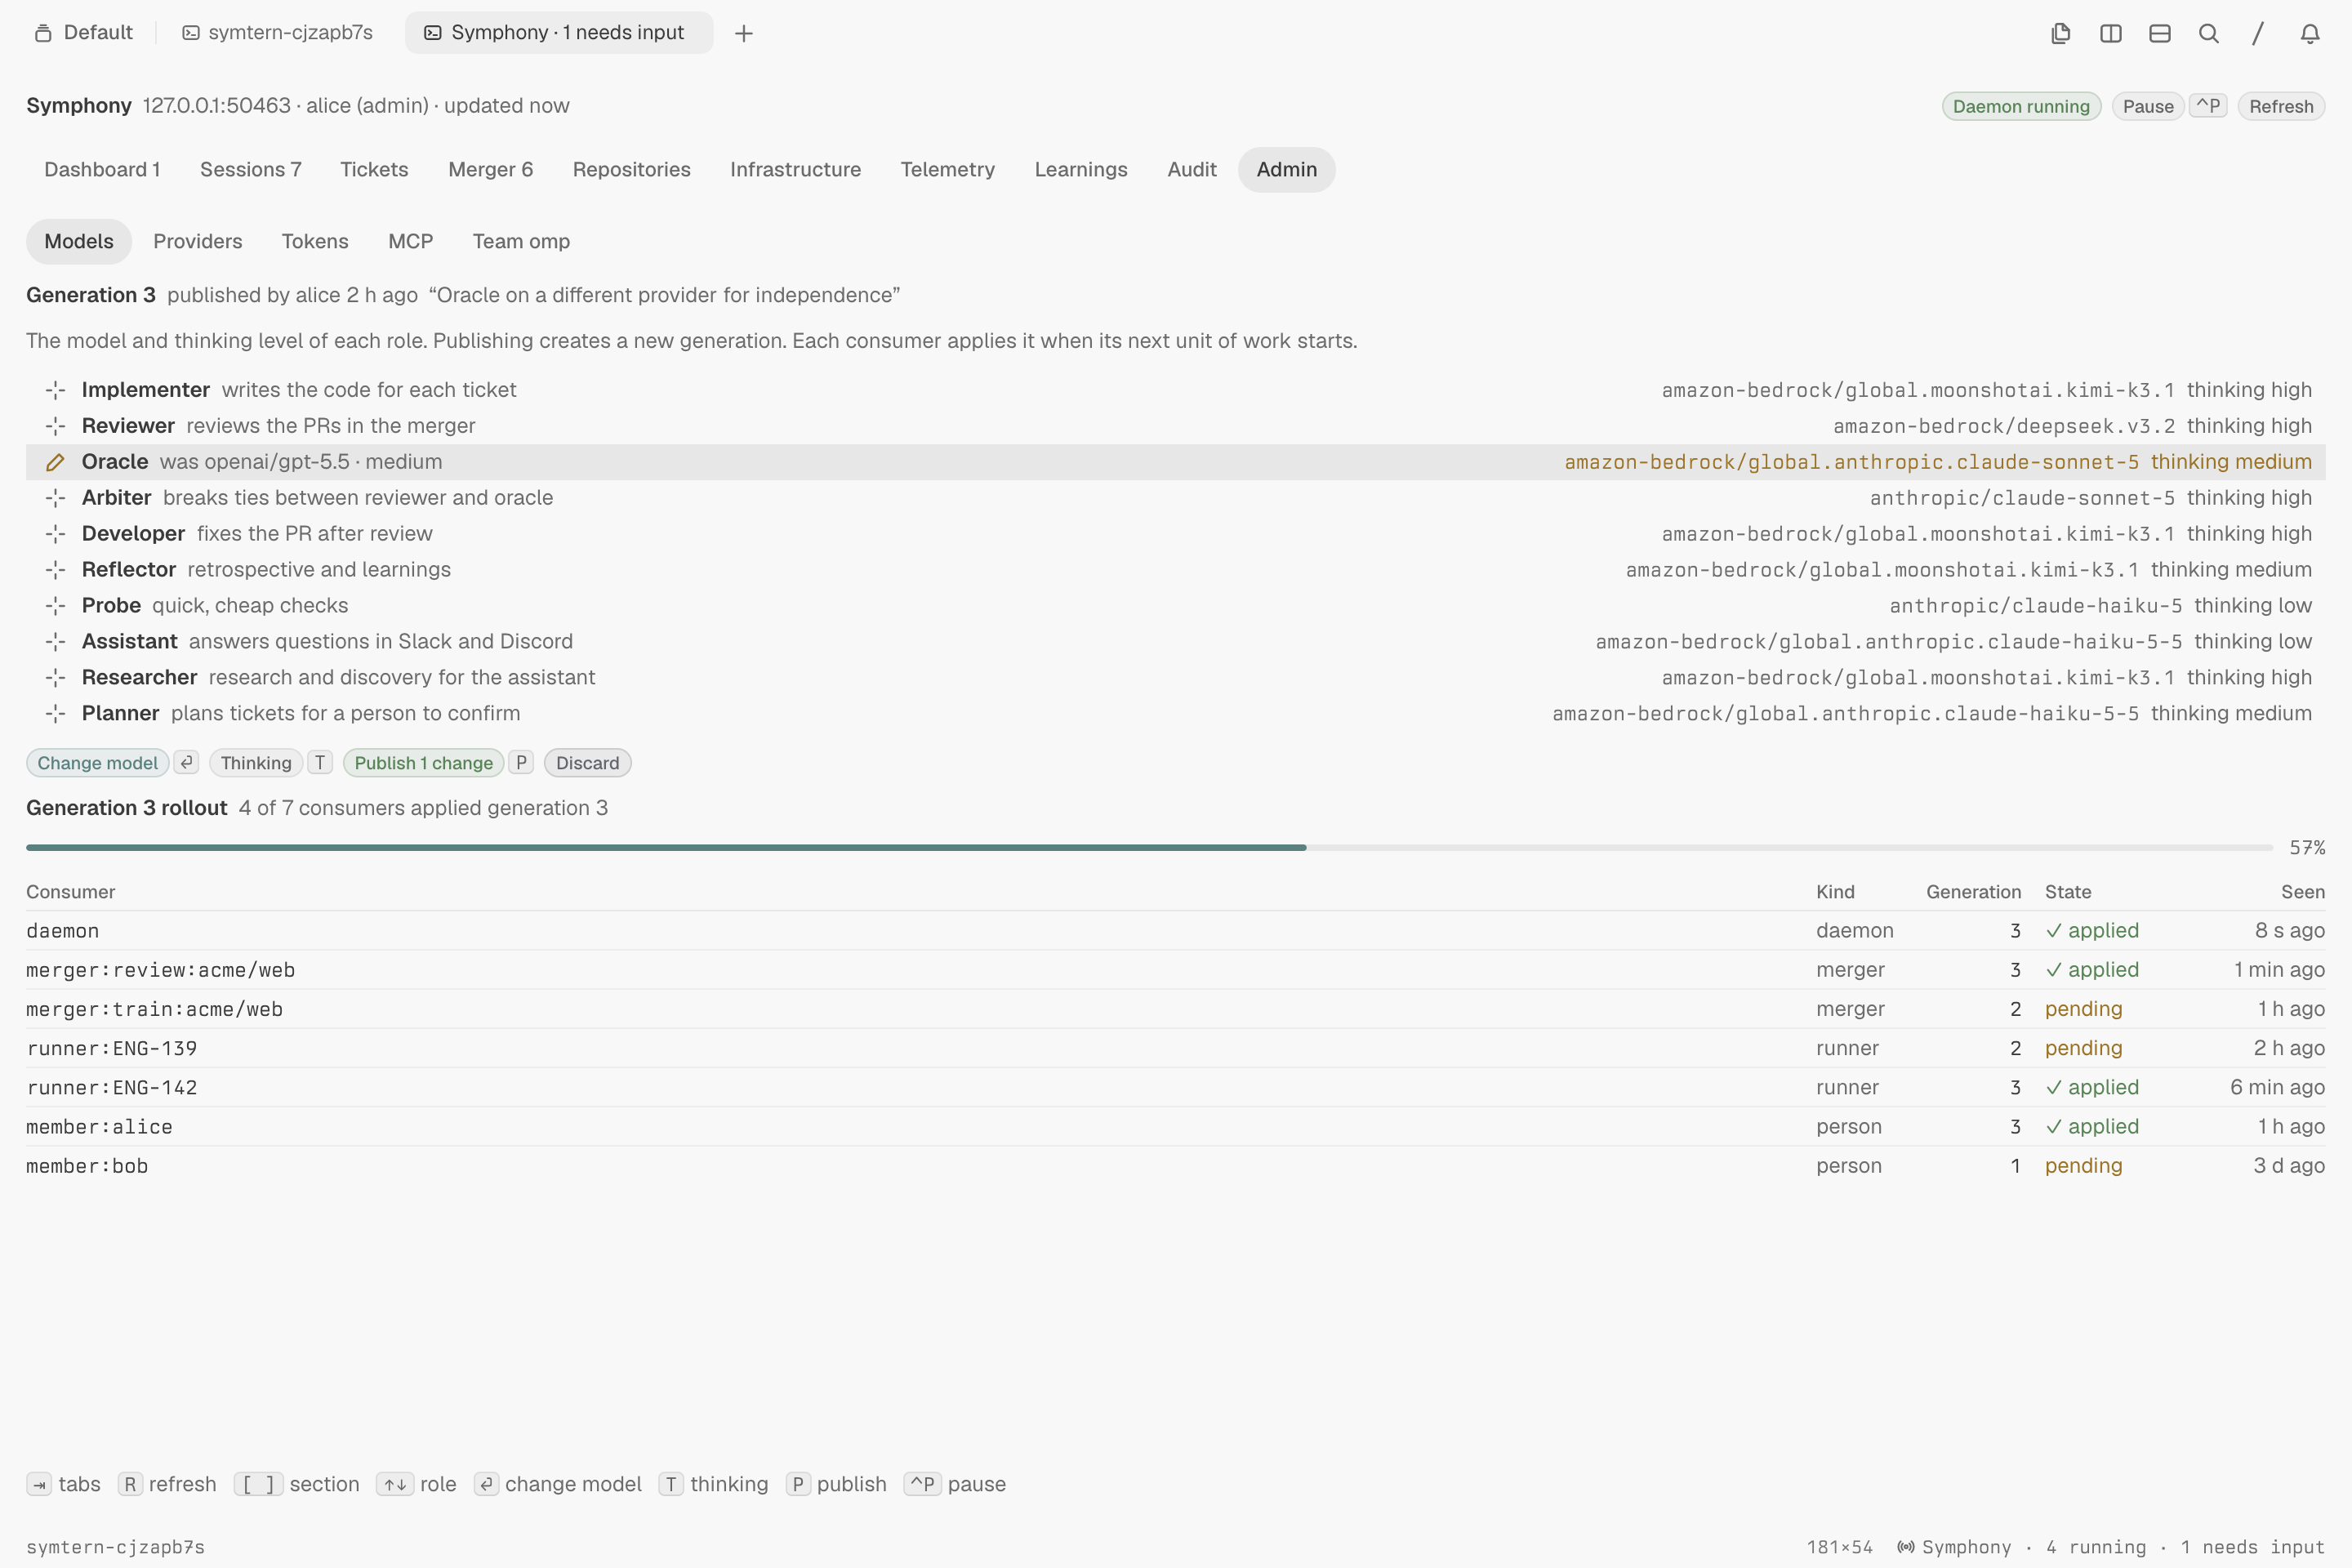 Default symtern-cjzapb7s Symphony · 1 needs input +
Symphony 127.0.0.1:50463 · alice (admin) · updated now Daemon running Pause ^P Refresh
Dashboard 1 Sessions 7 Tickets Merger 6 Repositories Infrastructure Telemetry Learnings Audit Admin
Models Providers Tokens MCP Team omp
Generation 3 published by alice 2 h ago “Oracle on a different provider for independence”
The model and thinking level of each role. Publishing creates a new generation. Each consumer applies it when its next unit of work starts.
Implementer writes the code for each ticket amazon-bedrock/global.moonshotai.kimi-k3.1 thinking high
Reviewer reviews the PRs in the merger amazon-bedrock/deepseek.v3.2 thinking high
Oracle was openai/gpt-5.5 · medium amazon-bedrock/global.anthropic.claude-sonnet-5 thinking medium
Arbiter breaks ties between reviewer and oracle anthropic/claude-sonnet-5 thinking high
Developer fixes the PR after review amazon-bedrock/global.moonshotai.kimi-k3.1 thinking high
Reflector retrospective and learnings amazon-bedrock/global.moonshotai.kimi-k3.1 thinking medium
Probe quick, cheap checks anthropic/claude-haiku-5 thinking low
Assistant answers questions in Slack and Discord amazon-bedrock/global.anthropic.claude-haiku-5-5 thinking low
Researcher research and discovery for the assistant amazon-bedrock/global.moonshotai.kimi-k3.1 thinking high
Planner plans tickets for a person to confirm amazon-bedrock/global.anthropic.claude-haiku-5-5 thinking medium
Change model ⏎ Thinking T Publish 1 change P Discard
Generation 3 rollout 4 of 7 consumers applied generation 3
57%
Consumer Kind Generation State Seen
daemon daemon 3 ✓ applied 8 s ago
merger:review:acme/web merger 3 ✓ applied 1 min ago
merger:train:acme/web merger 2 pending 1 h ago
runner:ENG-139 runner 2 pending 2 h ago
runner:ENG-142 runner 3 ✓ applied 6 min ago
member:alice person 3 ✓ applied 1 h ago
member:bob person 1 pending 3 d ago
⇥ tabs R refresh [ ] section ↑↓ role ⏎ change model T thinking P publish ^P pause
symtern-cjzapb7s 181×54 Symphony · 4 running · 1 needs input